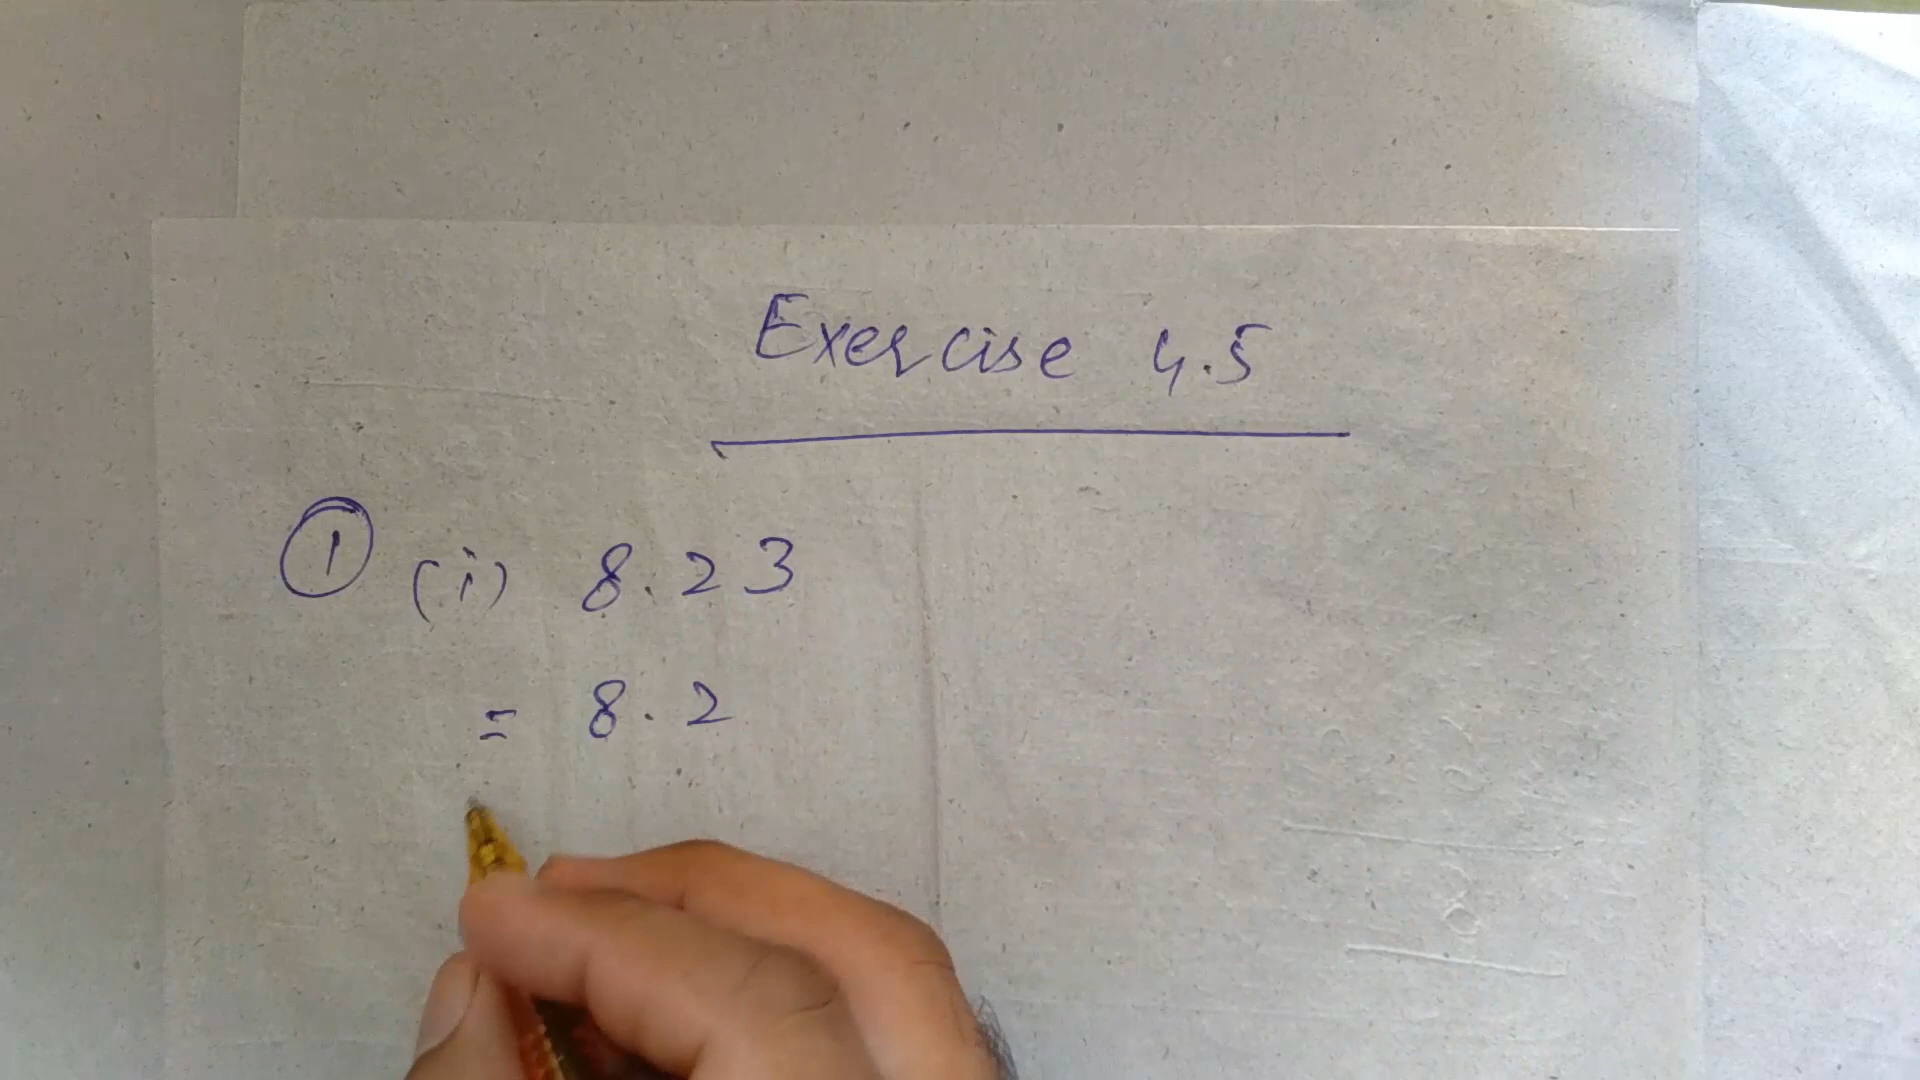 Exercise 4.5
① (i) 8.23
= 8.2